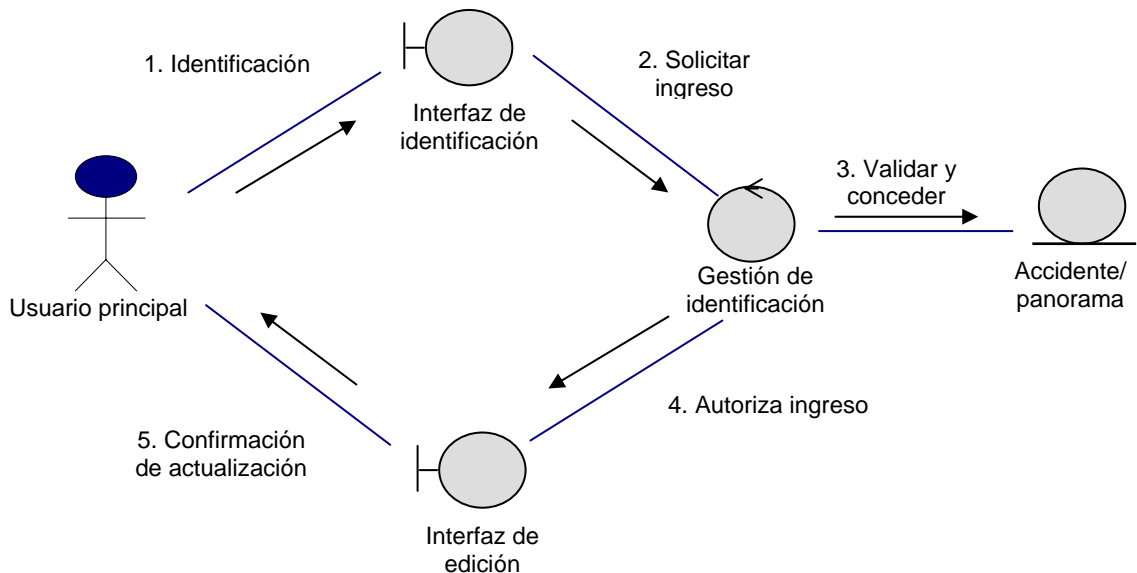 1. Identificación
2. Solicitar
ingreso
Interfaz de
identificación
3. Validar y
conceder
Usuario principal
Gestión de
identificación
Accidente/
panorama
4. Autoriza ingreso
5. Confirmación
de actualización
Interfaz de
edición